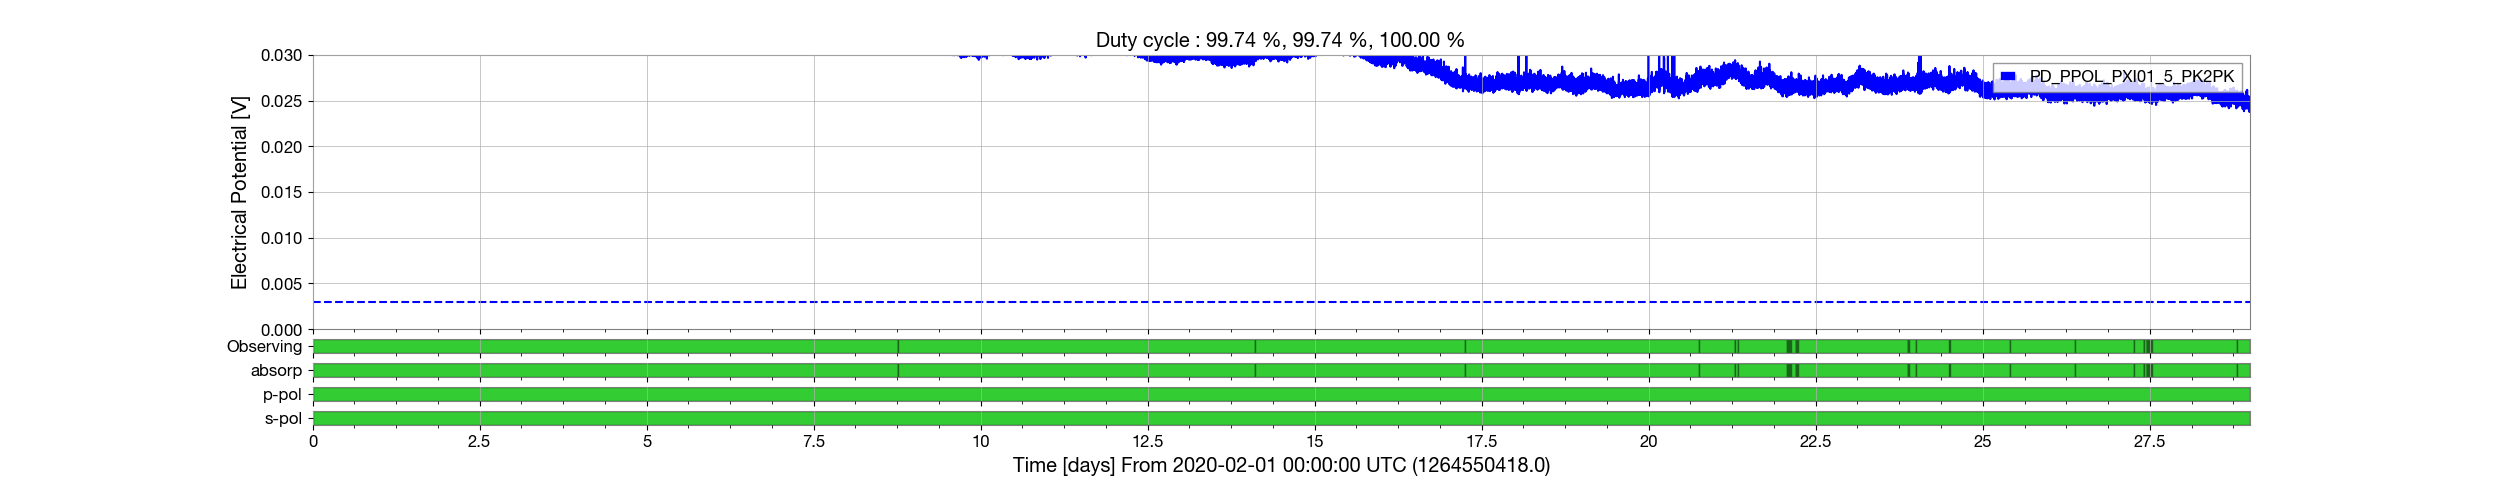 Duty cycle : 99.74 %, 99.74 %, 100.00 %
Electrical Potential [V]
0.030
0.025
0.020
0.015
0.010
0.005
0.000
PD_PPOL_PXI01_5_PK2PK
Observing
absorp
p-pol
s-pol
0 2.5 5 7.5 10 12.5 15 17.5 20 22.5 25 27.5
Time [days] From 2020-02-01 00:00:00 UTC (1264550418.0)